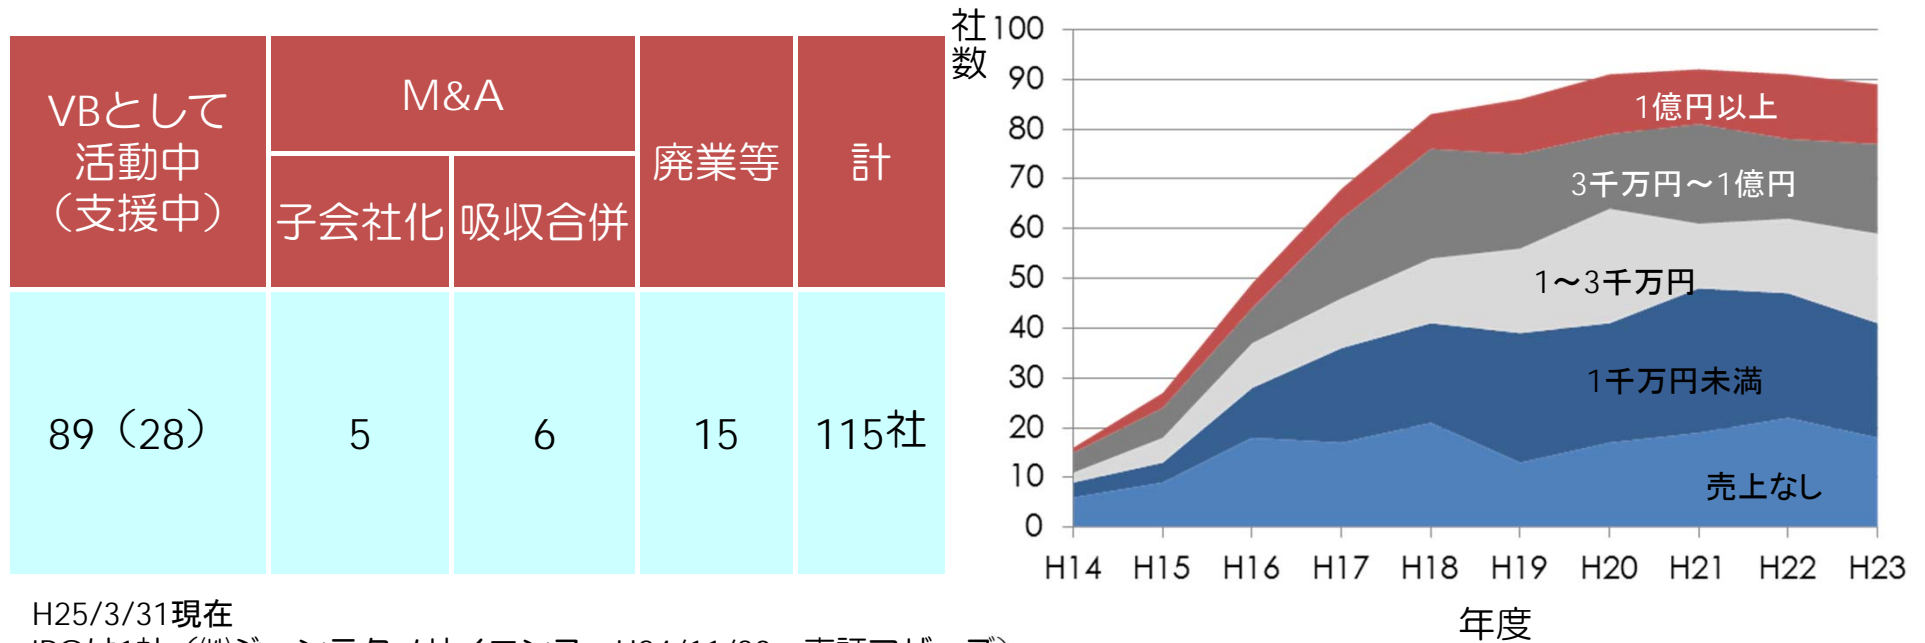 VBとして
活動中
（支援中）
M&A
子会社化
吸収合併
廃業等
計
89（28）
5
6
15
115社
H25/3/31現在
社数
100
90
80
70
60
50
40
30
20
10
0
1億円以上
3千万円～1億円
1～3千万円
1千万円未満
売上なし
H14 H15 H16 H17 H18 H19 H20 H21 H22 H23
年度